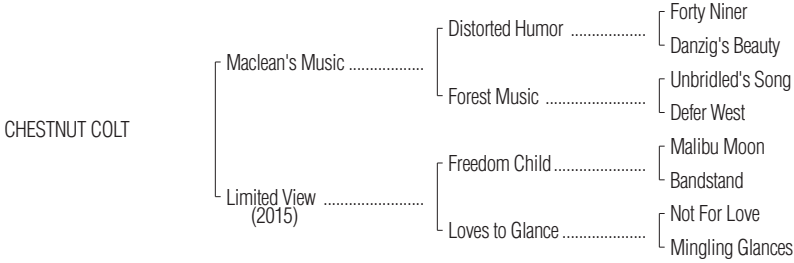 Forty Niner
Distorted Humor ..................
Danzig's Beauty
Maclean's Music ..................
Unbridled's Song
Forest Music ........................
Defer West
CHESTNUT COLT
Malibu Moon
Freedom Child......................
Bandstand
Limited View ........................
(2015)
Not For Love
Loves to Glance ....................
Mingling Glances